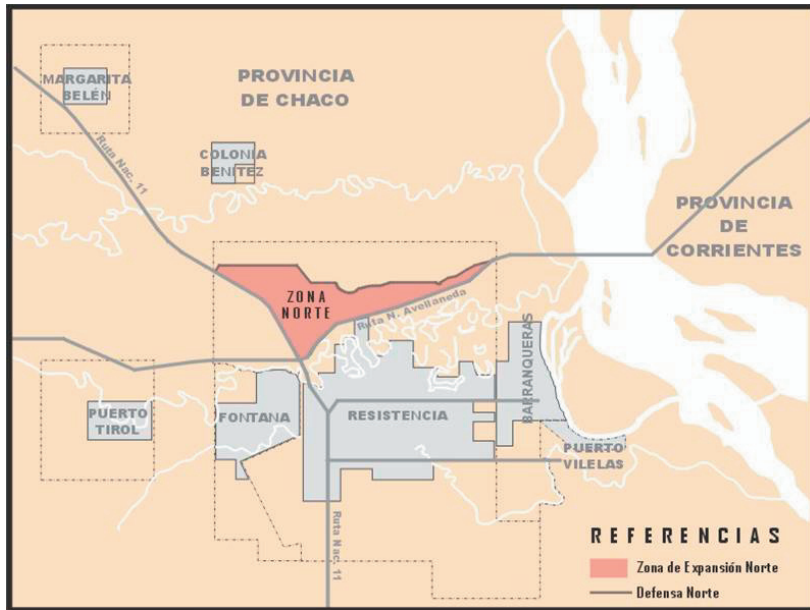 MARGARITA
BELÉN
PROVINCIA
DE CHACO
Ruta Nac. 11
COLONIA
BENITEZ
PROVINCIA
DE
CORRIENTES
ZONA
NORTE
Ruta N. Avellaneda
BARRANQUERAS
PUERTO
TIROL
FONTANA
RESISTENCIA
PUERTO
VILELAS
Ruta Nac. 11
REFERENCIAS
Zona de Expansión Norte
Defensa Norte